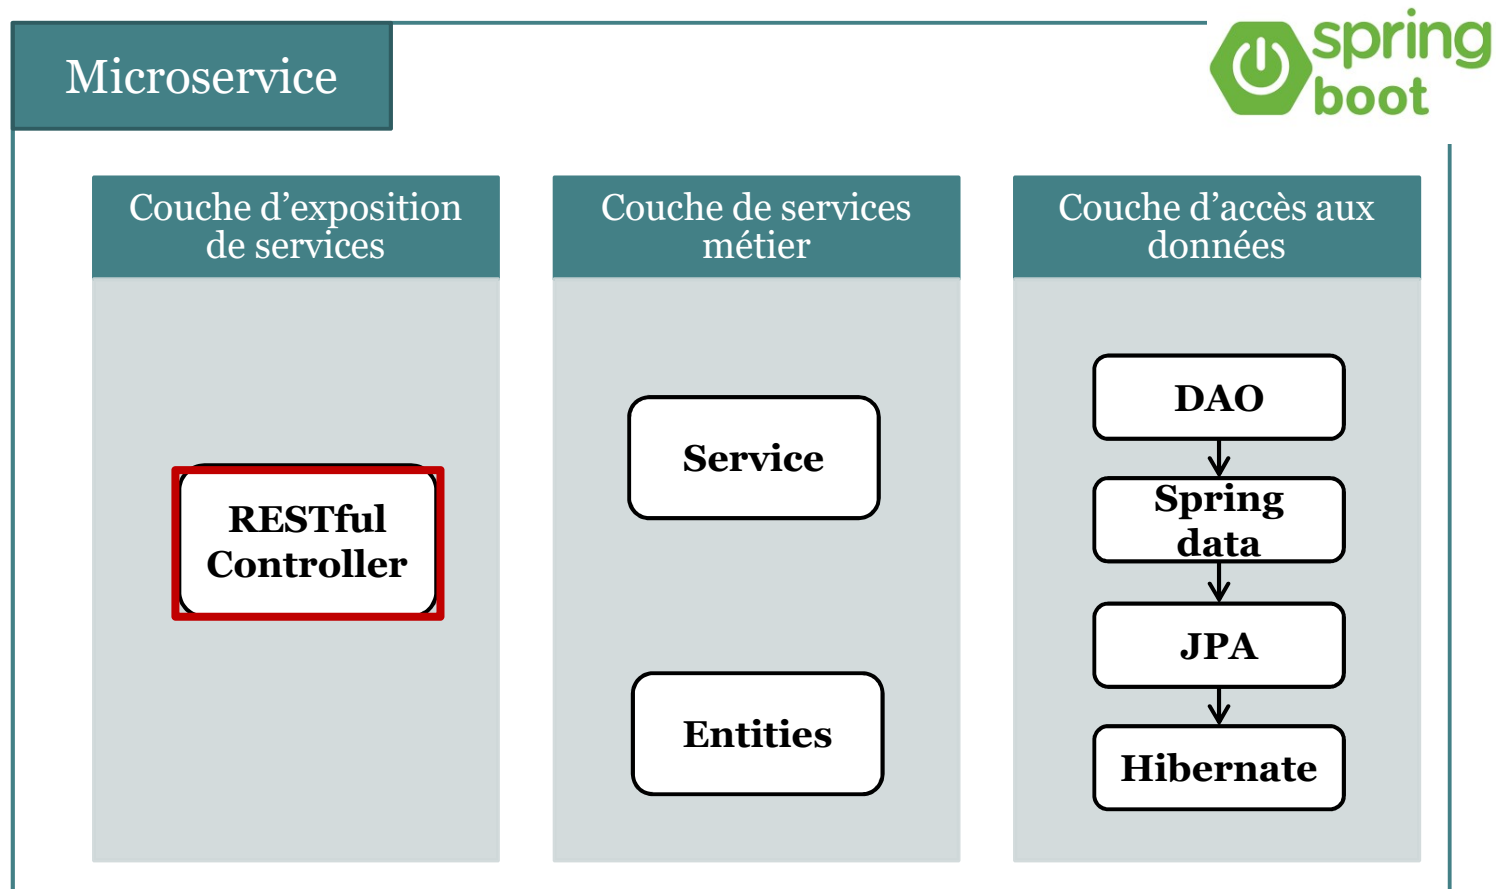 Microservice
spring
boot
Couche d’exposition
de services
Couche de services
métier
Couche d’accès aux
données
RESTful
Controller
Service
Entities
DAO
Spring
data
JPA
Hibernate